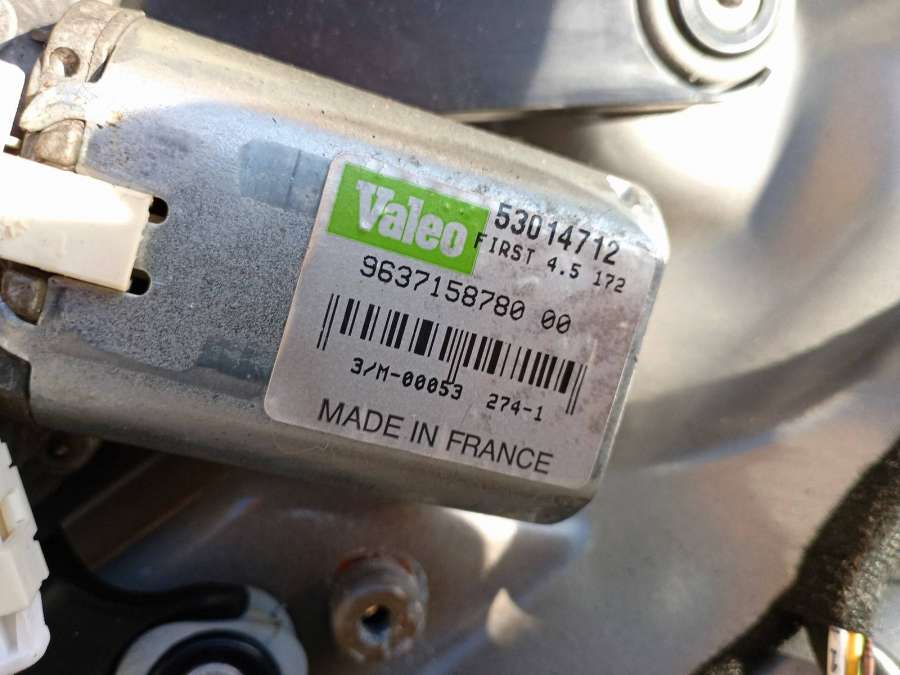 Valeo 53014712
FIRST 4.5 172
9637158780 00
3/M-00053 274-1
MADE IN FRANCE